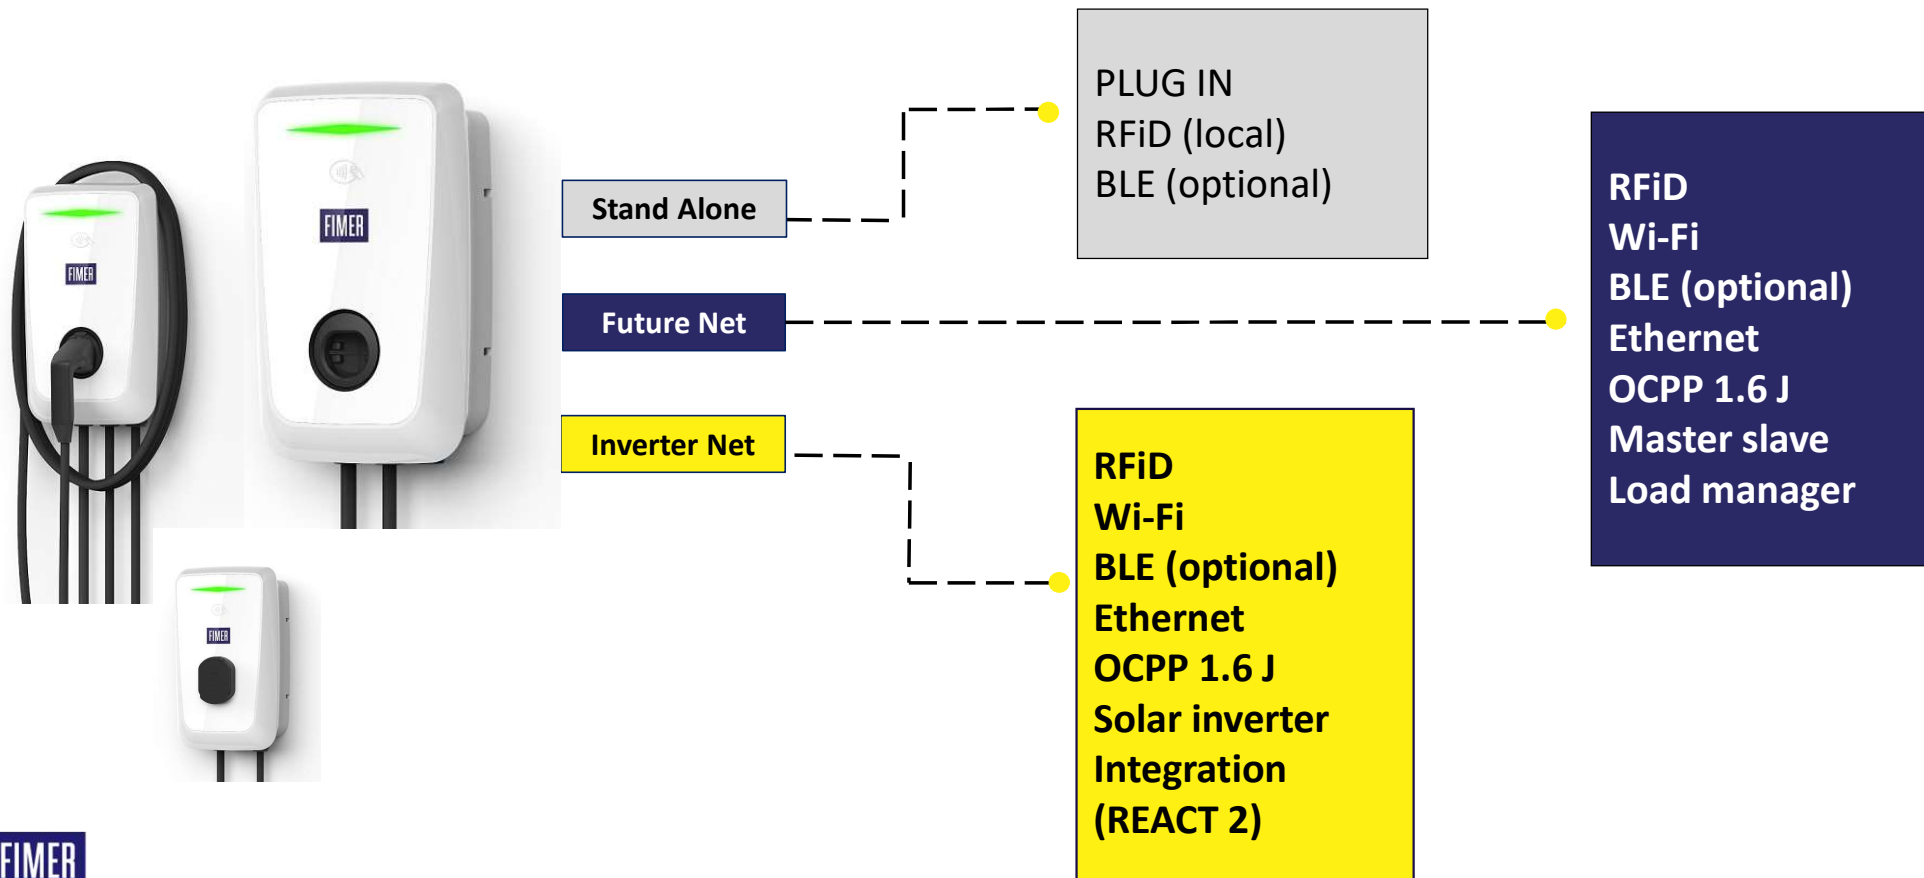 FIMER
FIMER
FIMER
Stand Alone
Future Net
Inverter Net
PLUG IN
RFiD (local)
BLE (optional)
RFiD
Wi-Fi
BLE (optional)
Ethernet
OCPP 1.6 J
Master slave
Load manager
RFiD
Wi-Fi
BLE (optional)
Ethernet
OCPP 1.6 J
Solar inverter
Integration
(REACT 2)
FIMER